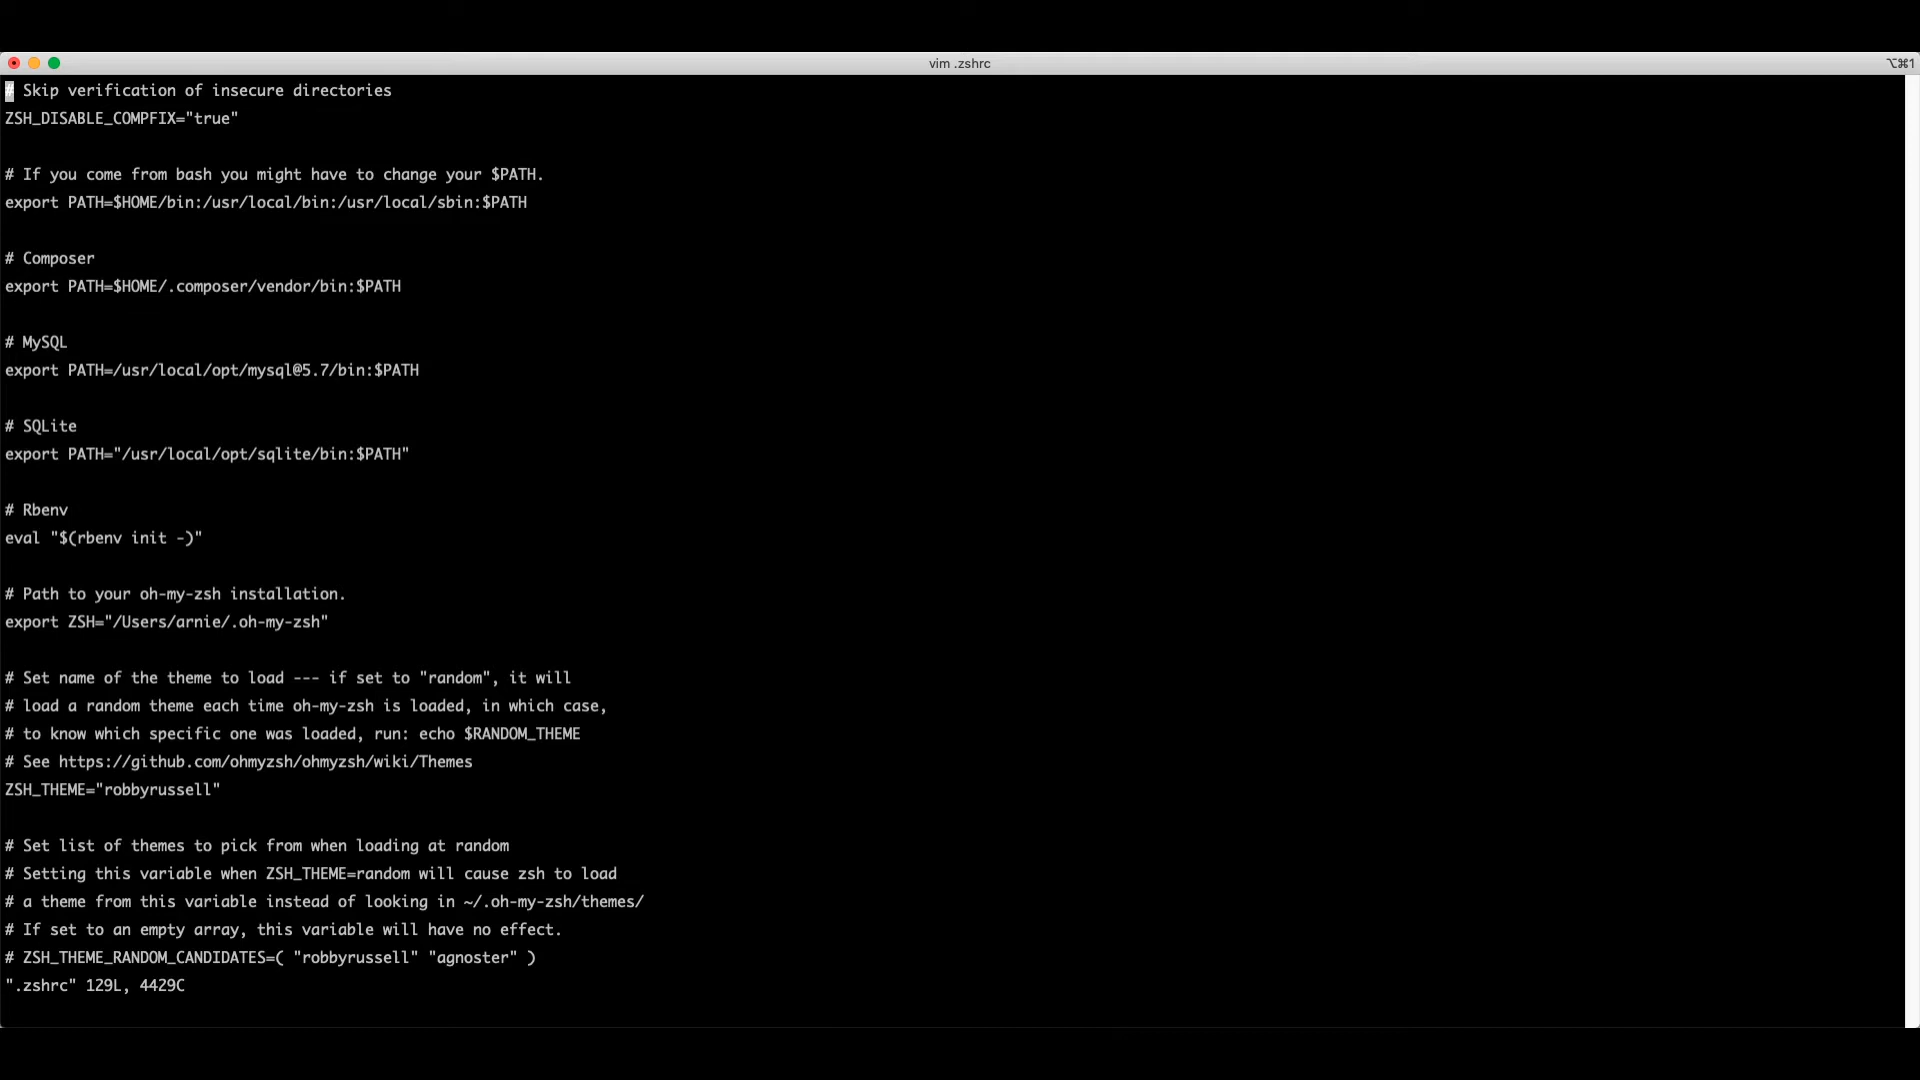 vim .zshrc
⌥⌘1
# Skip verification of insecure directories
ZSH_DISABLE_COMPFIX="true"
# If you come from bash you might have to change your $PATH.
export PATH=$HOME/bin:/usr/local/bin:/usr/local/sbin:$PATH
# Composer
export PATH=$HOME/.composer/vendor/bin:$PATH
# MySQL
export PATH=/usr/local/opt/mysql@5.7/bin:$PATH
# SQLite
export PATH="/usr/local/opt/sqlite/bin:$PATH"
# Rbenv
eval "$(rbenv init -)"
# Path to your oh-my-zsh installation.
export ZSH="/Users/arnie/.oh-my-zsh"
# Set name of the theme to load --- if set to "random", it will
# load a random theme each time oh-my-zsh is loaded, in which case,
# to know which specific one was loaded, run: echo $RANDOM_THEME
# See https://github.com/ohmyzsh/ohmyzsh/wiki/Themes
ZSH_THEME="robbyrussell"
# Set list of themes to pick from when loading at random
# Setting this variable when ZSH_THEME=random will cause zsh to load
# a theme from this variable instead of looking in ~/.oh-my-zsh/themes/
# If set to an empty array, this variable will have no effect.
# ZSH_THEME_RANDOM_CANDIDATES=( "robbyrussell" "agnoster" )
".zshrc" 129L, 4429C